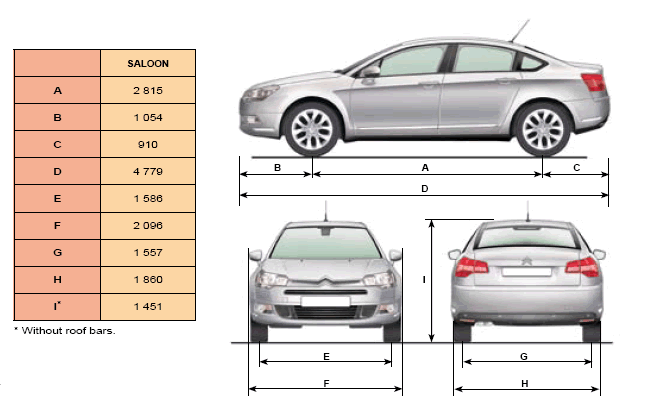 SALOON
A 2 815
B 1 054
C 910
D 4 779
E 1 586
F 2 096
G 1 557
H 1 860
I* 1 451
* Without roof bars.
B A C
D
I
E G
F H